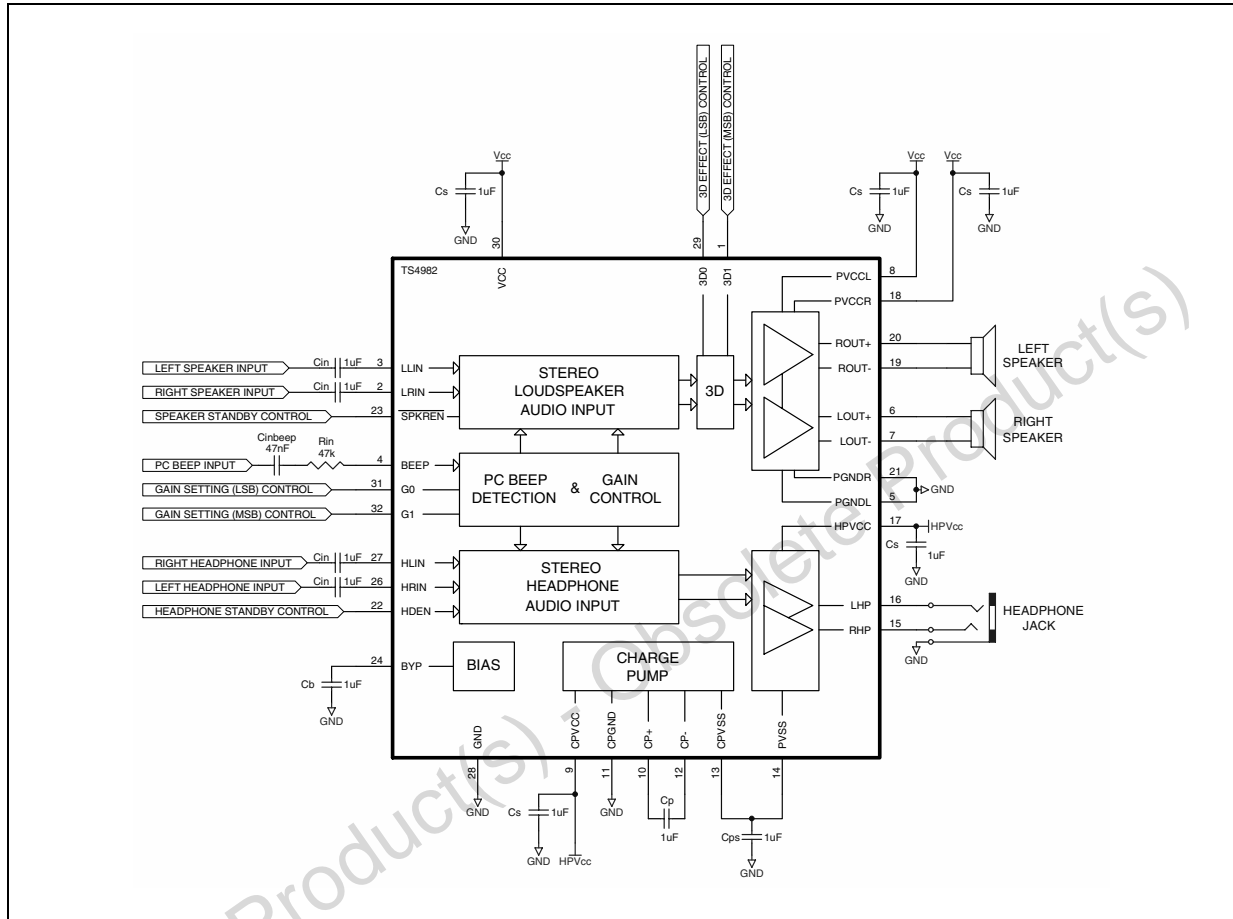 3D EFFECT (LSB) CONTROL
3D EFFECT (MSB) CONTROL
Vcc
Cs
1uF
GND
30
VCC
29
3D0
1
3D1
Vcc
Vcc
Cs
1uF
GND
Cs
1uF
GND
TS4982
PVCCL
8
PVCCR
18
ROUT+
20
ROUT-
19
LEFT
SPEAKER
LOUT+
6
LOUT-
7
RIGHT
SPEAKER
PGNDR
21
GND
PGNDL
5
HPVCC
17
HPVcc
Cs
1uF
GND
LHP
16
RHP
15
GND
HEADPHONE
JACK
LEFT SPEAKER INPUT
Cin
1uF
3
LLIN
RIGHT SPEAKER INPUT
Cin
1uF
2
LRIN
SPEAKER STANDBY CONTROL
23
SPKREN
STEREO
LOUDSPEAKER
AUDIO INPUT
3D
Cinbeep
47nF
Rin
47k
PC BEEP INPUT
4
BEEP
GAIN SETTING (LSB) CONTROL
31
G0
GAIN SETTING (MSB) CONTROL
32
G1
PC BEEP
DETECTION
&
GAIN
CONTROL
RIGHT HEADPHONE INPUT
Cin
1uF
27
HLIN
LEFT HEADPHONE INPUT
Cin
1uF
26
HRIN
HEADPHONE STANDBY CONTROL
22
HDEN
STEREO
HEADPHONE
AUDIO INPUT
24
BYP
BIAS
Cb
1uF
GND
CHARGE
PUMP
GND
28
GND
CPVCC
9
Cs
1uF
GND
HPVcc
CPGND
11
GND
CP+
10
CP-
12
Cp
1uF
CPVSS
13
PVSS
14
Cps
1uF
GND
Product(s) - Obsolete Product(s)